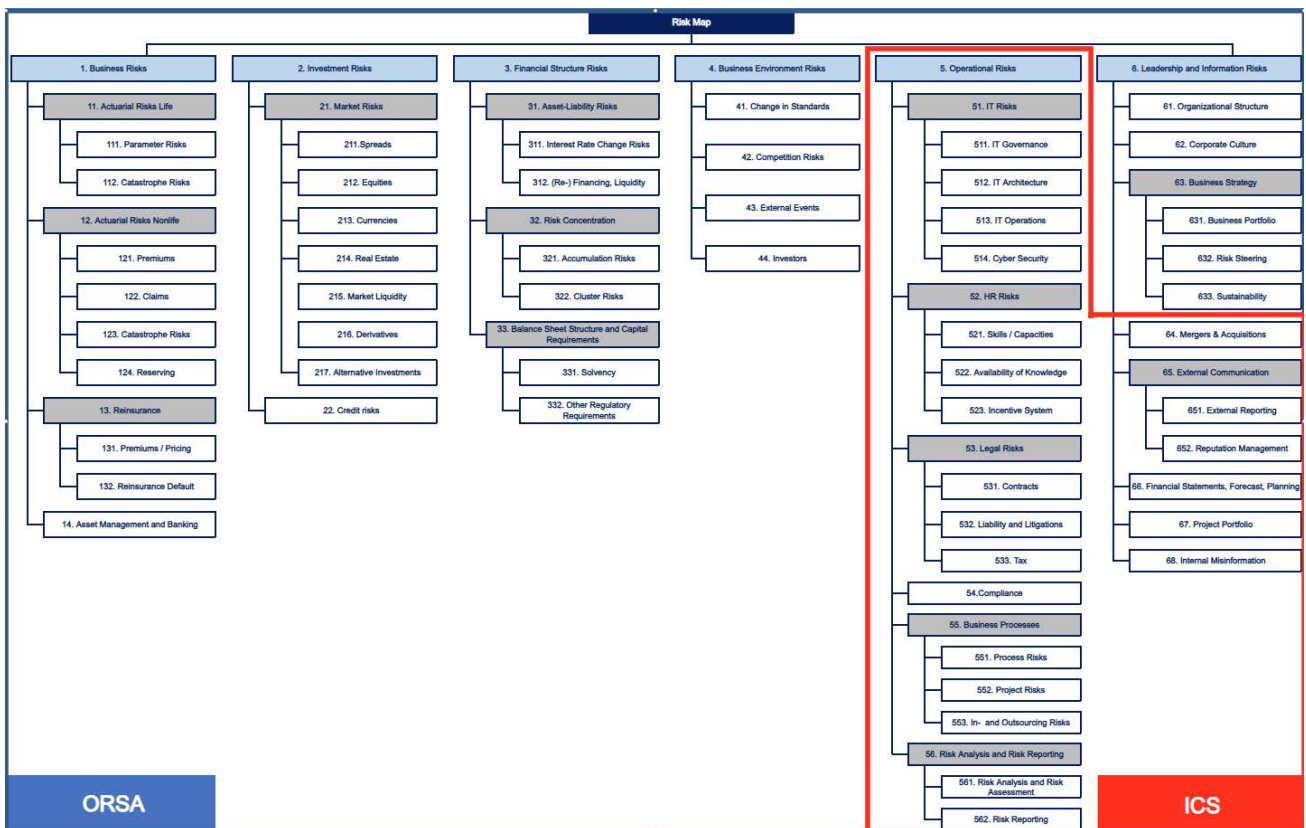 Risk Map
1. Business Risks
11. Actuarial Risks Life
111. Parameter Risks
112. Catastrophe Risks
12. Actuarial Risks Nonlife
121. Premiums
122. Claims
123. Catastrophe Risks
124. Reserving
13. Reinsurance
131. Premiums / Pricing
132. Reinsurance Default
14. Asset Management and Banking
2. Investment Risks
21. Market Risks
211.Spreads
212. Equities
213. Currencies
214. Real Estate
215. Market Liquidity
216. Derivatives
217. Alternative Investments
22. Credit risks
3. Financial Structure Risks
31. Asset-Liability Risks
311. Interest Rate Change Risks
312. (Re-) Financing, Liquidity
32. Risk Concentration
321. Accumulation Risks
322. Cluster Risks
33. Balance Sheet Structure and Capital
Requirements
331. Solvency
332. Other Regulatory
Requirements
4. Business Environment Risks
41. Change in Standards
42. Competition Risks
43. External Events
44. Investors
5. Operational Risks
51. IT Risks
511. IT Governance
512. IT Architecture
513. IT Operations
514. Cyber Security
52. HR Risks
521. Skills / Capacities
522. Availability of Knowledge
523. Incentive System
53. Legal Risks
531. Contracts
532. Liability and Litigations
533. Tax
54.Compliance
55. Business Processes
551. Process Risks
552. Project Risks
553. In- and Outsourcing Risks
56. Risk Analysis and Risk Reporting
561. Risk Analysis and Risk
Assessment
562. Risk Reporting
6. Leadership and Information Risks
61. Organizational Structure
62. Corporate Culture
63. Business Strategy
631. Business Portfolio
632. Risk Steering
633. Sustainability
64. Mergers & Acquisitions
65. External Communication
651. External Reporting
652. Reputation Management
66. Financial Statements, Forecast, Planning
67. Project Portfolio
68. Internal Misinformation
ORSA
ICS